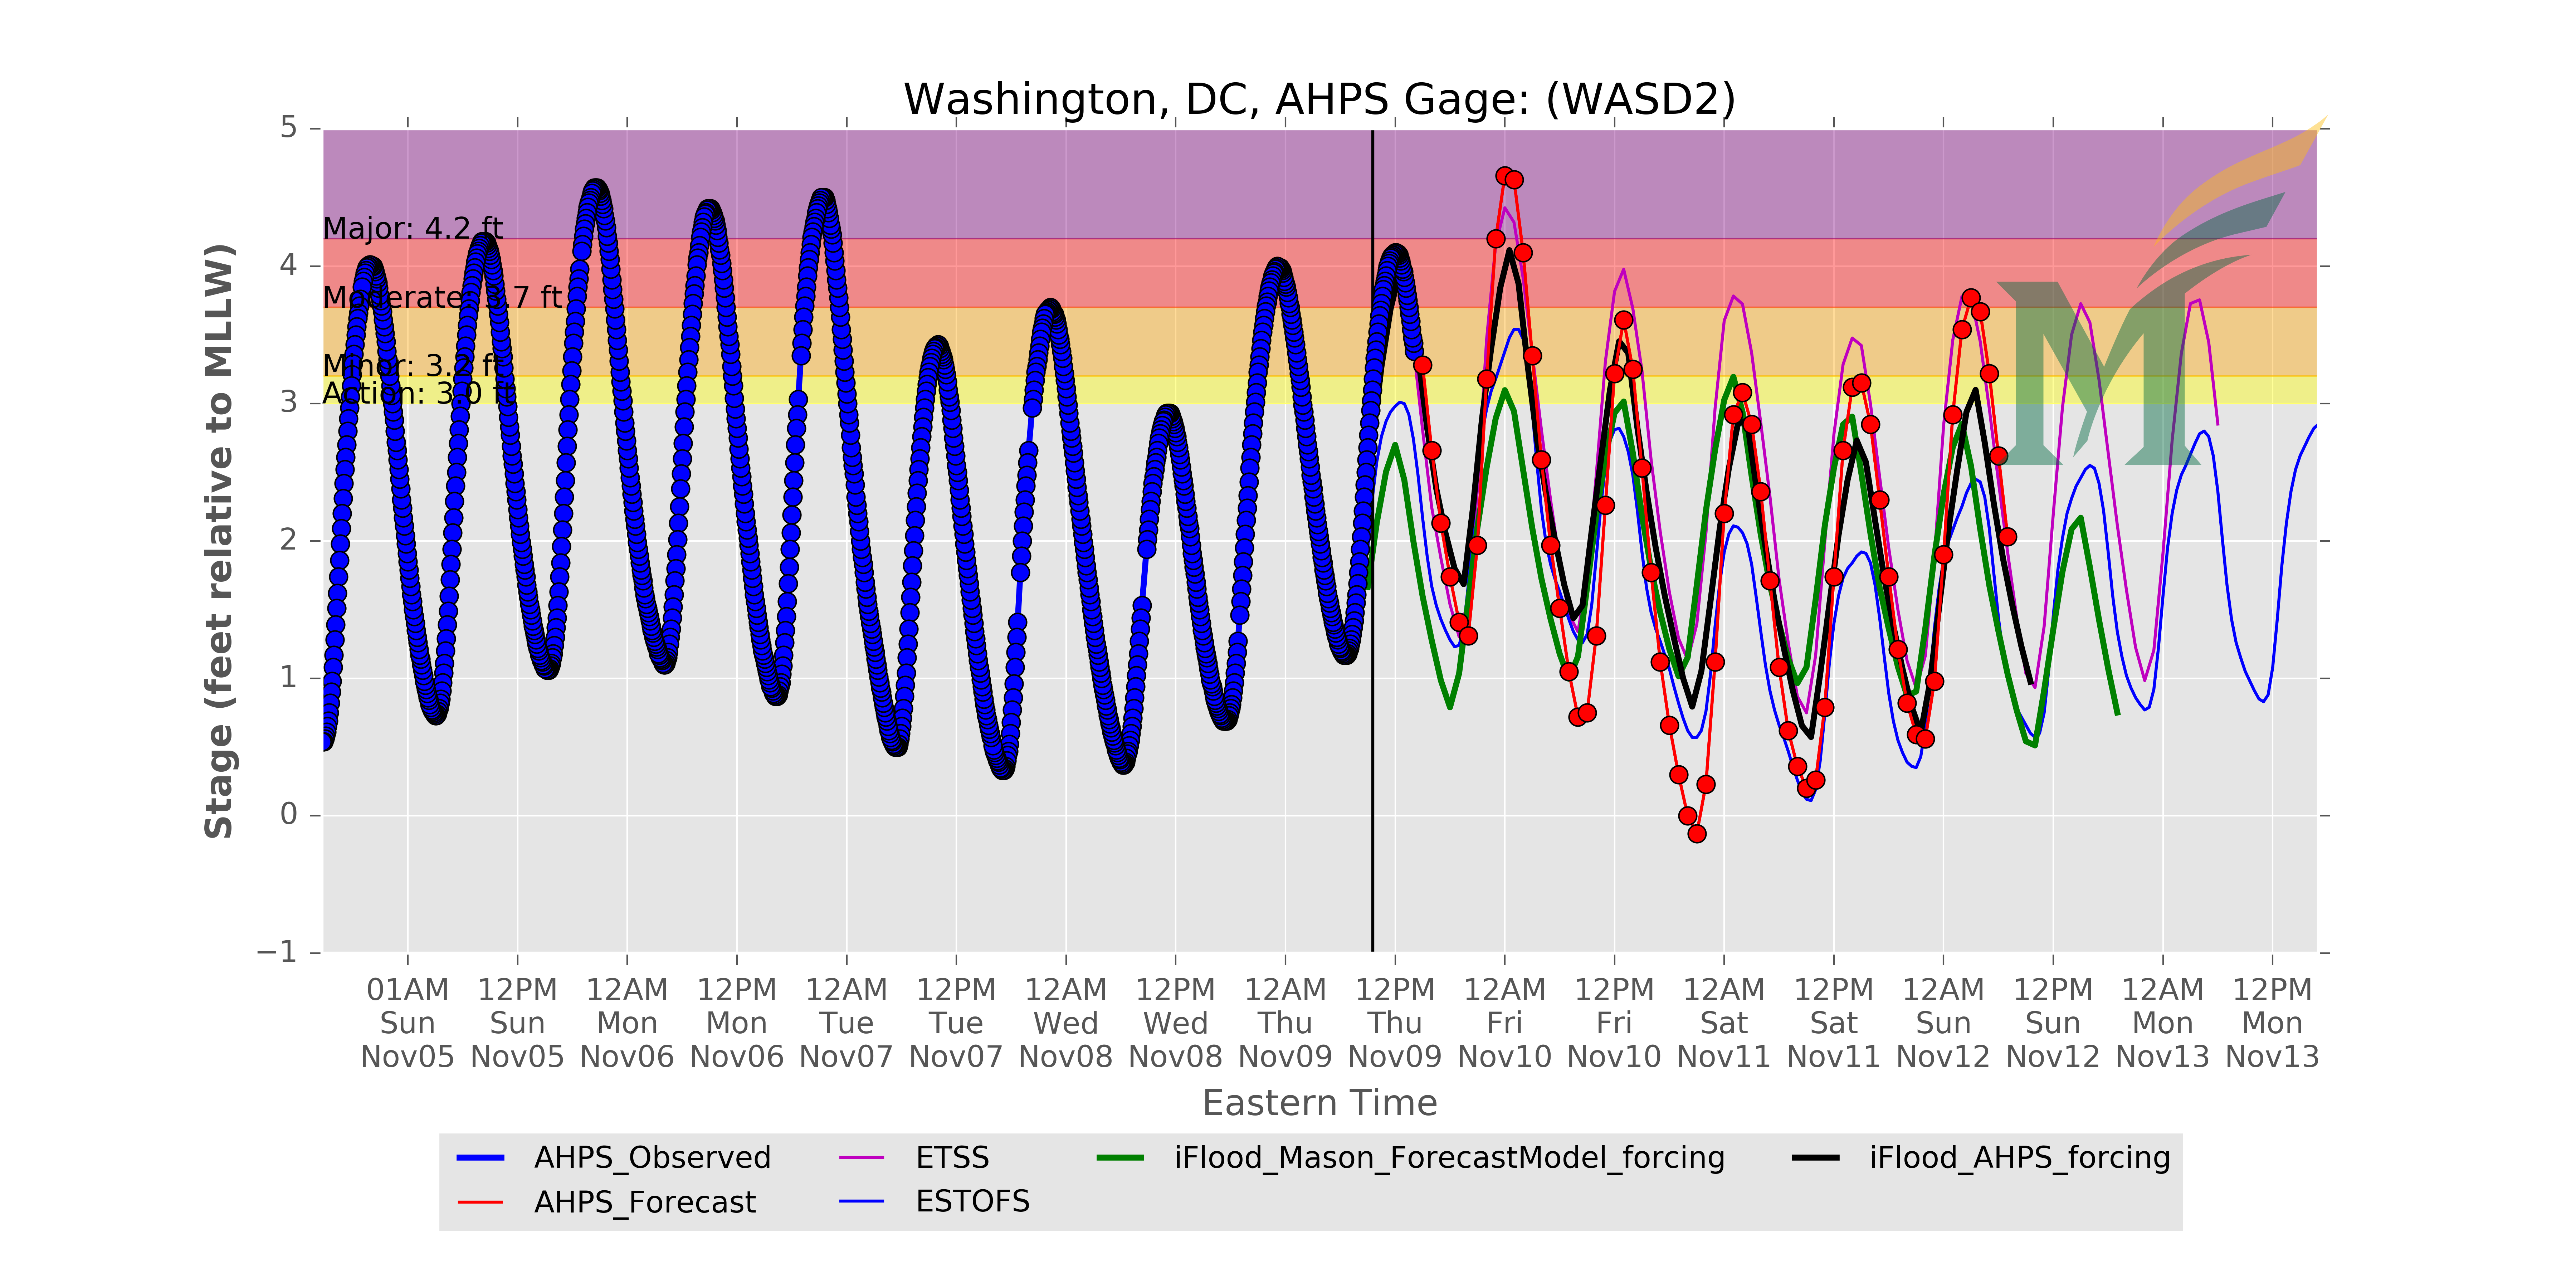 Washington, DC, AHPS Gage: (WASD2)
Stage (feet relative to MLLW)
5
4
3
2
1
0
−1
Major: 4.2 ft
Moderate: 3.7 ft
Minor: 3.2 ft
Action: 3.0 ft
M
01AM 12PM 12AM 12PM 12AM 12PM 12AM 12PM 12AM 12PM 12AM 12PM 12AM 12PM 12AM 12PM 12AM 12PM
Sun Sun Mon Mon Tue Tue Wed Wed Thu Thu Fri Fri Sat Sat Sun Sun Mon Mon
Nov05 Nov05 Nov06 Nov06 Nov07 Nov07 Nov08 Nov08 Nov09 Nov09 Nov10 Nov10 Nov11 Nov11 Nov12 Nov12 Nov13 Nov13
Eastern Time
AHPS_Observed ETSS iFlood_Mason_ForecastModel_forcing iFlood_AHPS_forcing
AHPS_Forecast ESTOFS